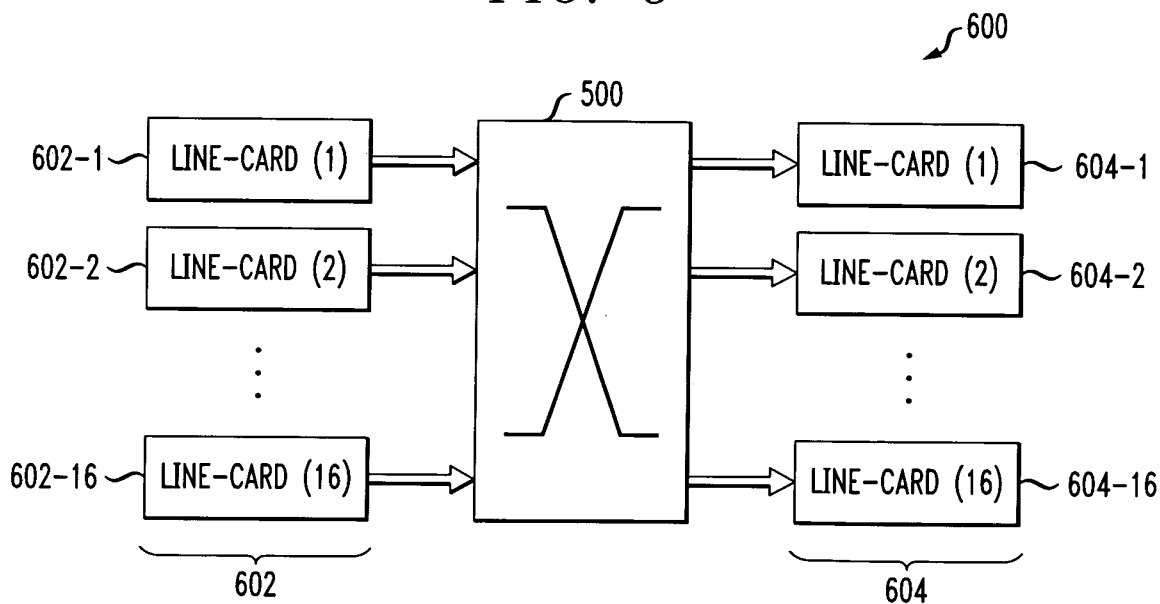 600
500
602-1 LINE-CARD (1) LINE-CARD (1) 604-1
602-2 LINE-CARD (2) LINE-CARD (2) 604-2
602-16 LINE-CARD (16) LINE-CARD (16) 604-16
602 604